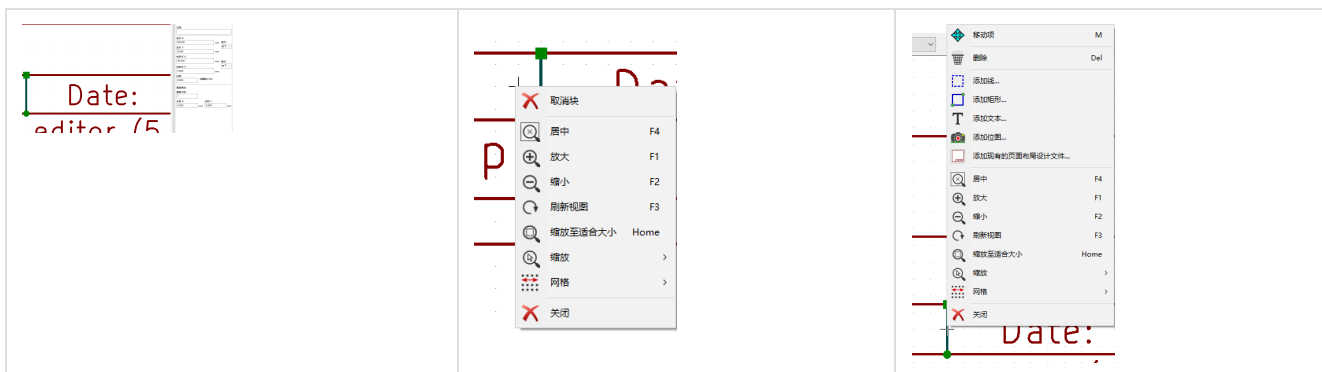 Date:
editor (5
取消块
居中 F4
放大 F1
缩小 F2
刷新视图 F3
缩放至适合大小 Home
缩放
网格
关闭
p
移动项 M
删除 Del
添加线...
添加矩形...
添加文本...
添加位图...
添加现有的页面布局设计文件...
居中 F4
放大 F1
缩小 F2
刷新视图 F3
缩放至适合大小 Home
缩放
网格
关闭
Date: